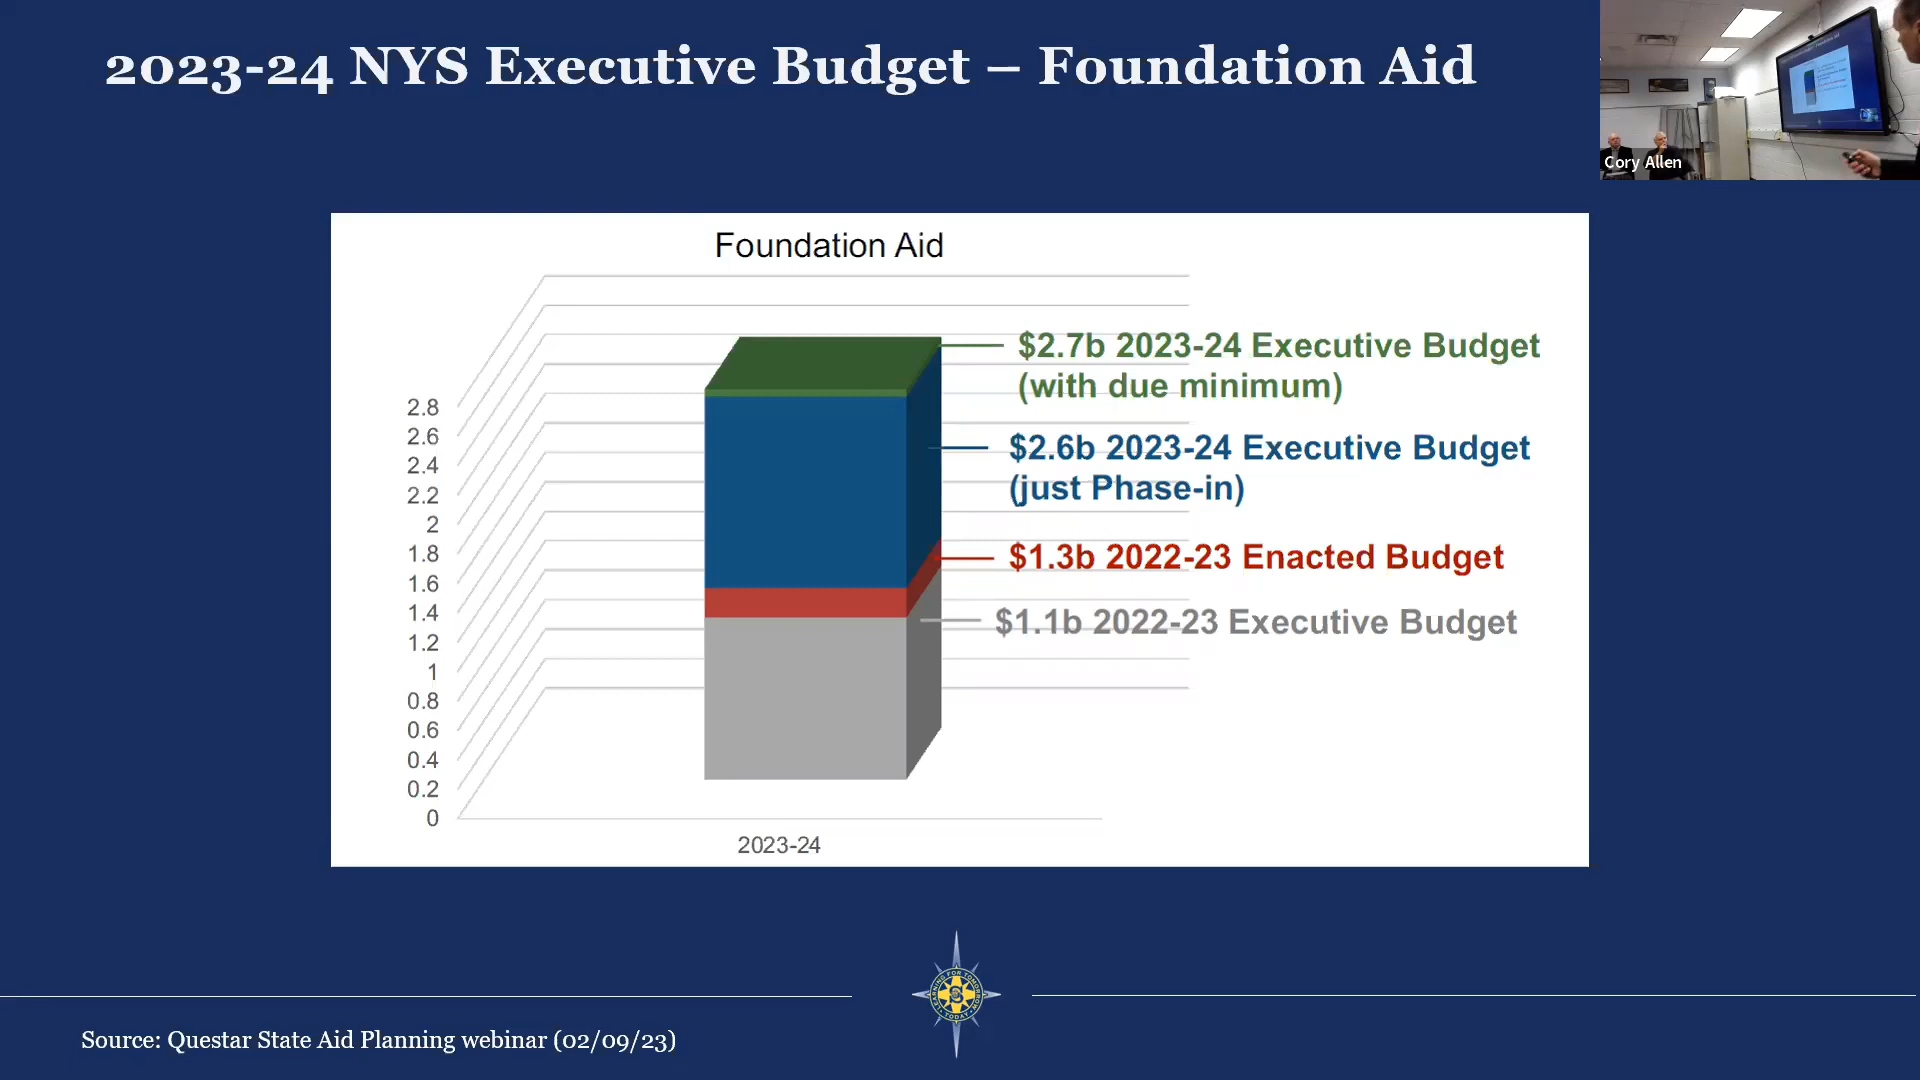 2023-24 NYS Executive Budget – Foundation Aid
Cory Allen
Foundation Aid
$2.7b 2023-24 Executive Budget
(with due minimum)
$2.6b 2023-24 Executive Budget
(just Phase-in)
$1.3b 2022-23 Enacted Budget
$1.1b 2022-23 Executive Budget
2.8
2.6
2.4
2.2
2
1.8
1.6
1.4
1.2
1
0.8
0.6
0.4
0.2
0
2023-24
LEARNING FOR TOMORROW
TODAY
Source: Questar State Aid Planning webinar (02/09/23)